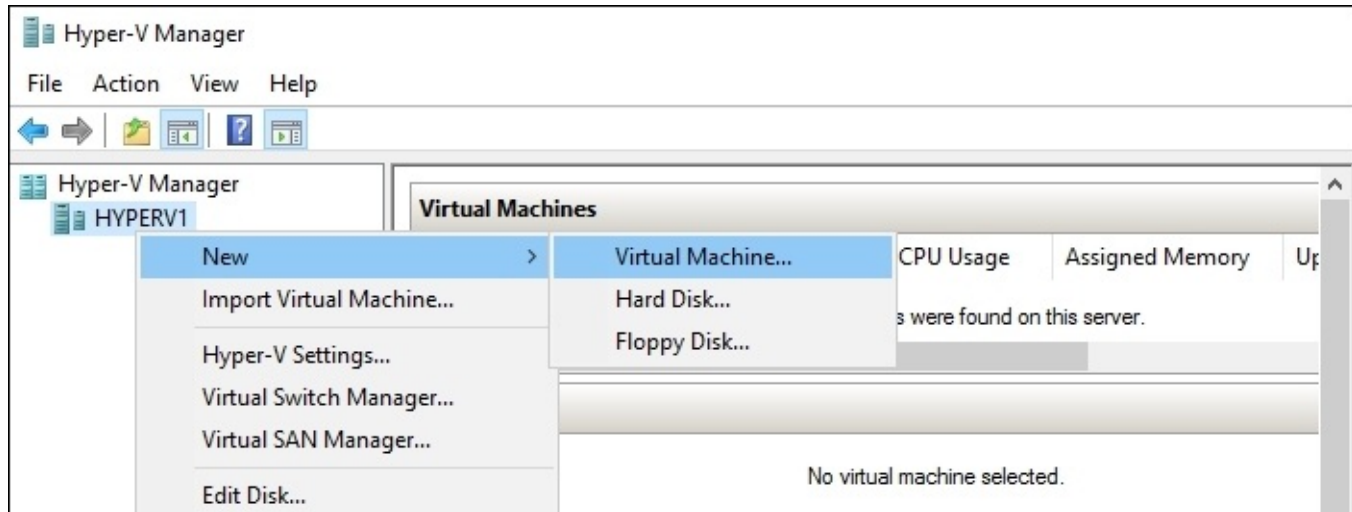 Hyper-V Manager
File Action View Help
Hyper-V Manager
HYPERV1
Virtual Machines
CPU Usage Assigned Memory
s were found on this server.
New
Import Virtual Machine...
Hyper-V Settings...
Virtual Switch Manager...
Virtual SAN Manager...
Edit Disk...
Virtual Machine...
Hard Disk...
Floppy Disk...
No virtual machine selected.